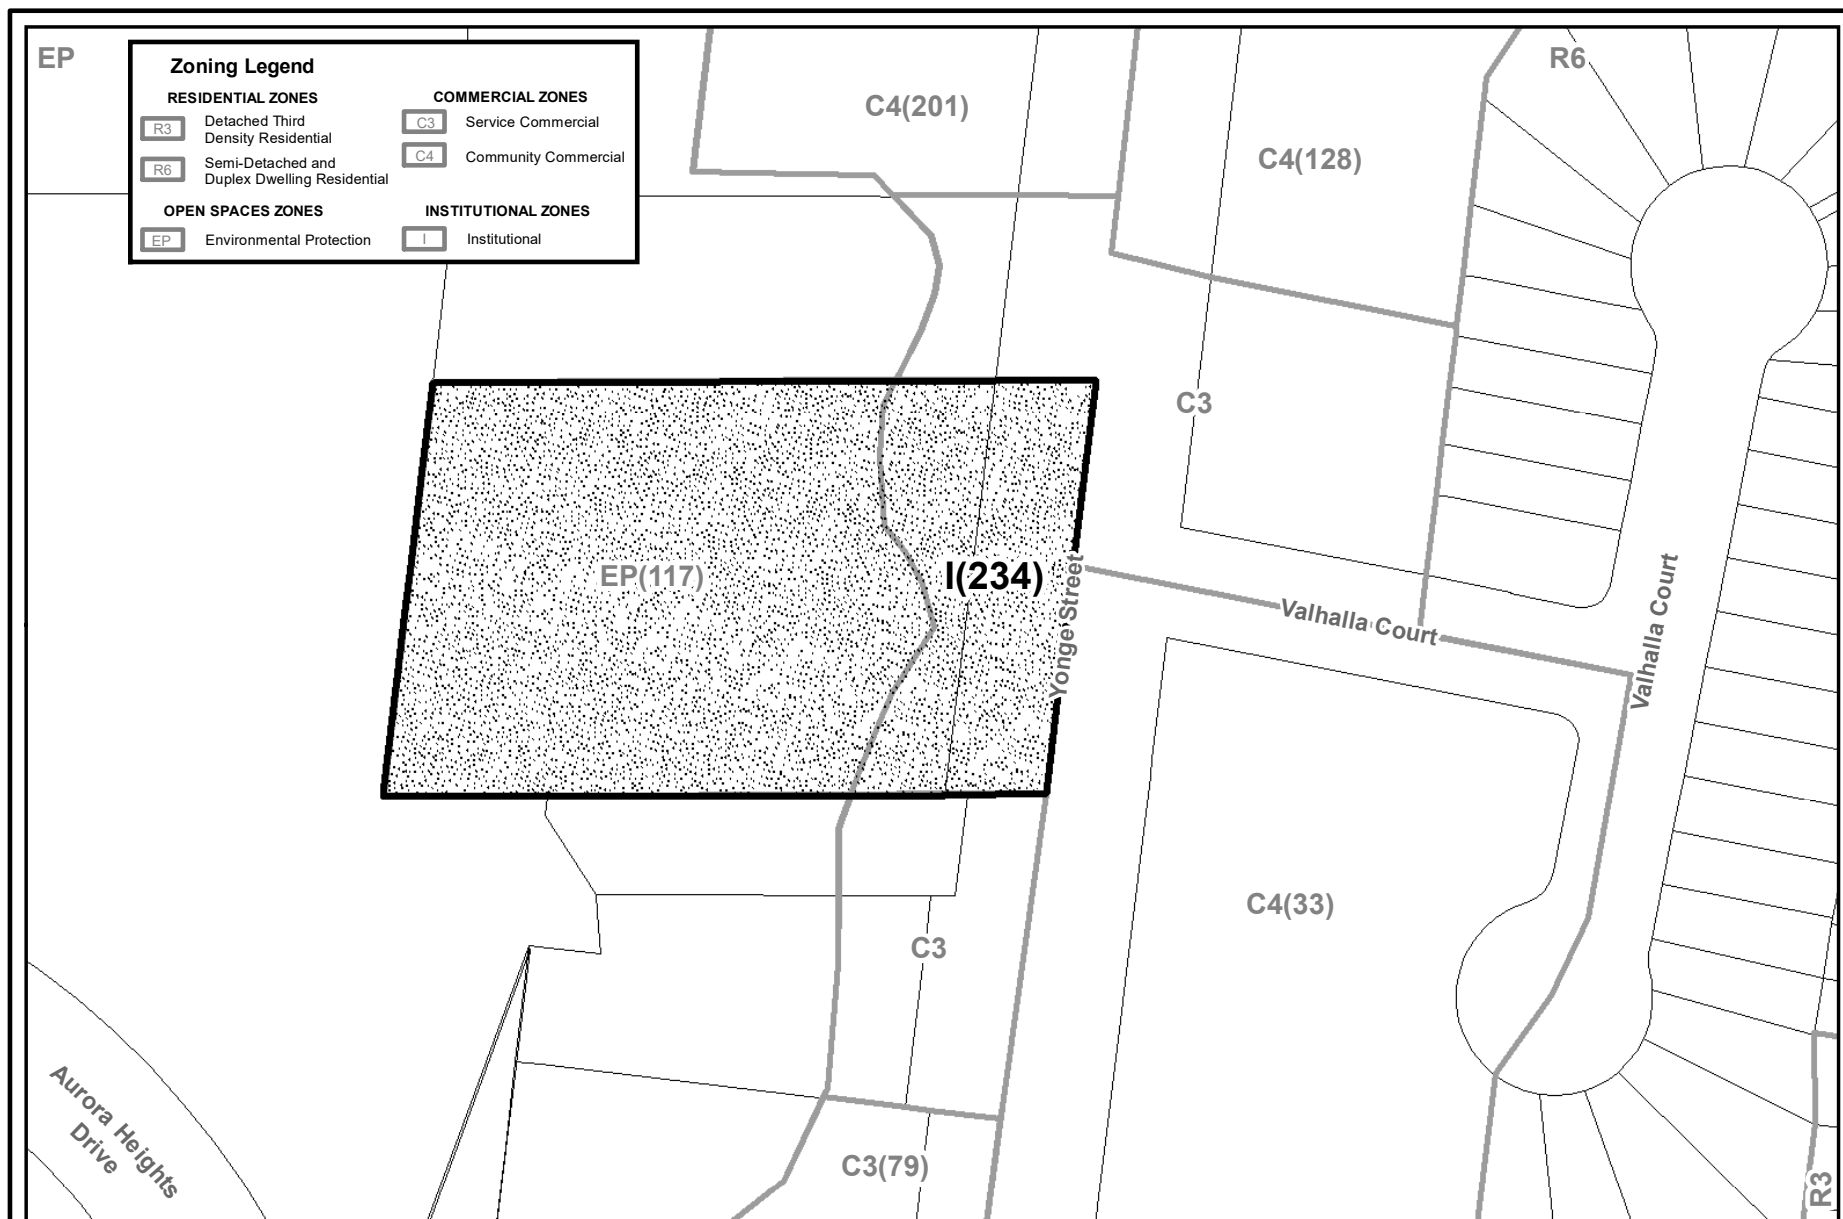 EP
Zoning Legend
RESIDENTIAL ZONES
R3
Detached Third
Density Residential
R6
Semi-Detached and
Duplex Dwelling Residential
OPEN SPACES ZONES
EP
Environmental Protection
COMMERCIAL ZONES
C3
Service Commercial
C4
Community Commercial
INSTITUTIONAL ZONES
I
Institutional
C4(201)
C4(128)
R6
C3
EP(117)
I(234)
Yonge Street
Valhalla Court
Valhalla Court
C4(33)
C3
Aurora Heights
Drive
C3(79)
R3